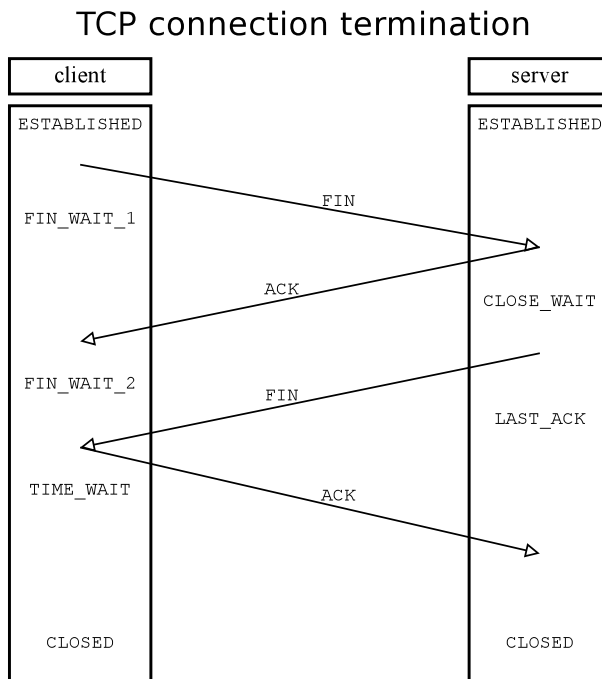 TCP connection termination
client
server
ESTABLISHED
ESTABLISHED
FIN
FIN_WAIT_1
ACK
CLOSE_WAIT
FIN_WAIT_2
FIN
LAST_ACK
TIME_WAIT
ACK
CLOSED
CLOSED